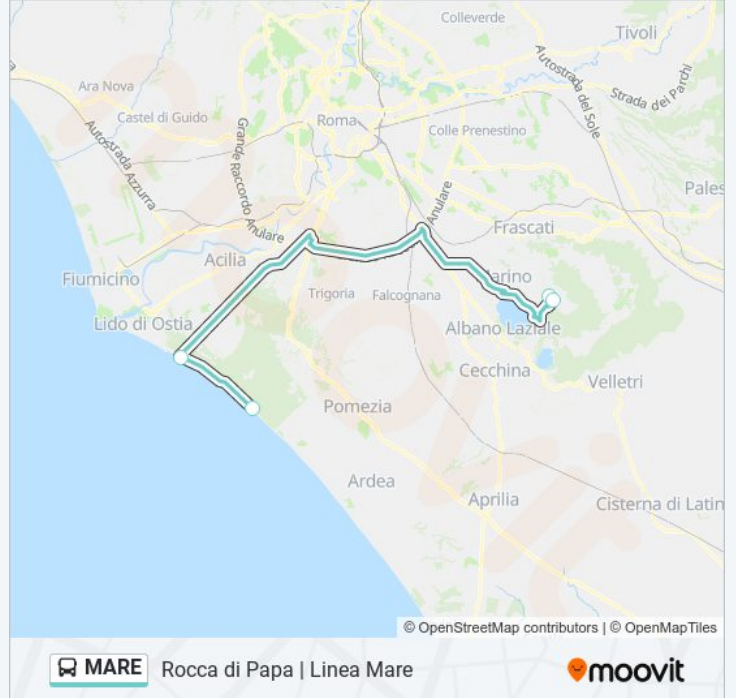 Colleverde
Tivoli
Ara Nova
Autostrada del Sole
Strada dei Parchi
Castel di Guido
Roma
Colle Prenestino
Autostrada Azzurra
Grande Raccordo Anulare
Anulare
Pales
Frascati
Acilia
Fiumicino
Trigoria
Falcognana
arino
Lido di Ostia
Albano Laziale
Cecchina
Velletri
Pomezia
Ardea
Aprilia
Cisterna di Latin
© OpenStreetMap contributors | © OpenMapTiles
MARE Rocca di Papa | Linea Mare
moovit